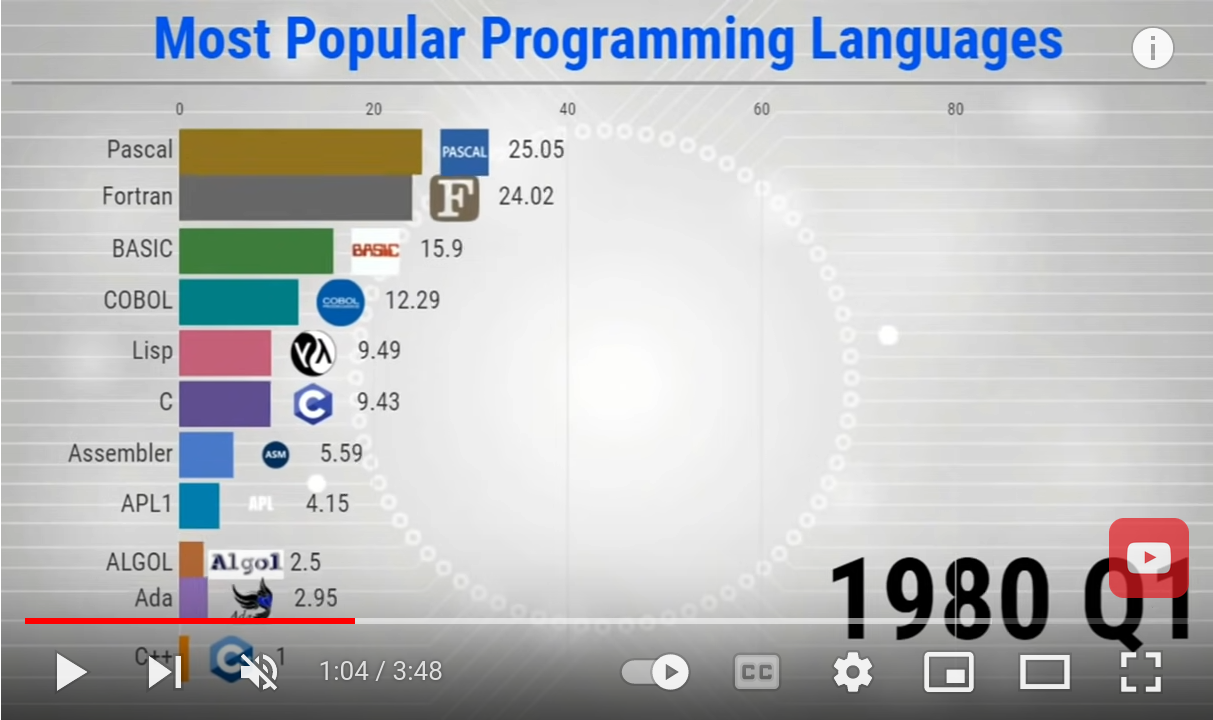 Most Popular Programming Languages
0 20 40 60 80
Pascal PASCAL 25.05
Fortran F 24.02
BASIC BASIC 15.9
COBOL COBOL 12.29
Lisp 9.49
C C 9.43
Assembler ASM 5.59
APL1 APL 4.15
ALGOL Algol 2.5
Ada Ada 2.95
1980 Q1
C++ C 1
1:04 / 3:48 CC